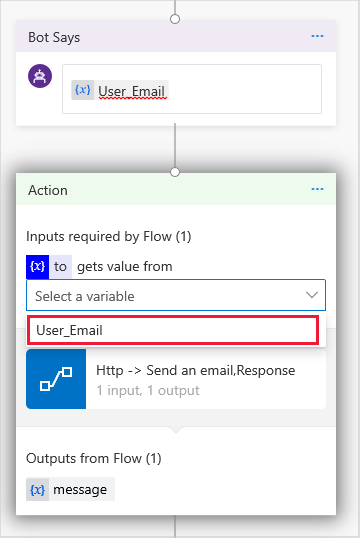 Bot Says
{x} User_Email
Action
Inputs required by Flow (1)
{x} to gets value from
Select a variable
User_Email
Http -> Send an email,Response
1 input, 1 output
Outputs from Flow (1)
{x} message